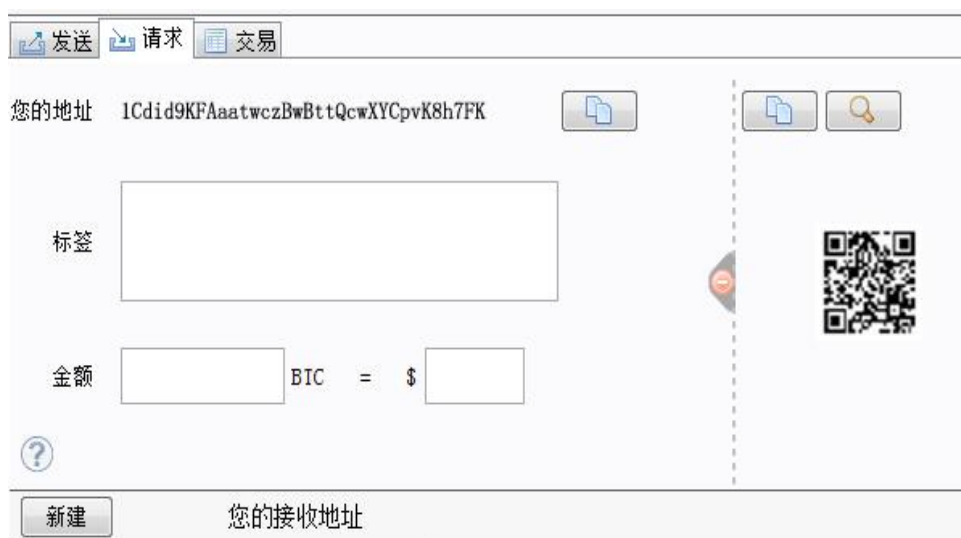 发送 请求 交易
您的地址 1Cdid9KFAaatwczBwBttQcwXYCpvK8h7FK
标签
金额 BTC = $
?
新建 您的接收地址